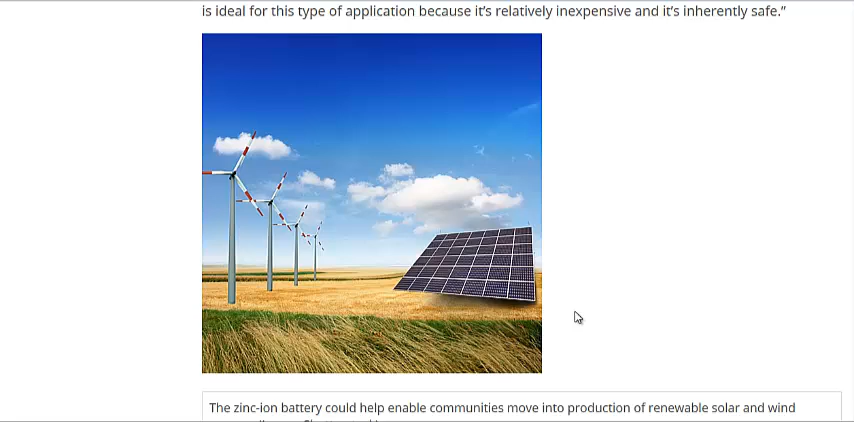 is ideal for this type of application because it’s relatively inexpensive and it’s inherently safe.”
The zinc-ion battery could help enable communities move into production of renewable solar and wind